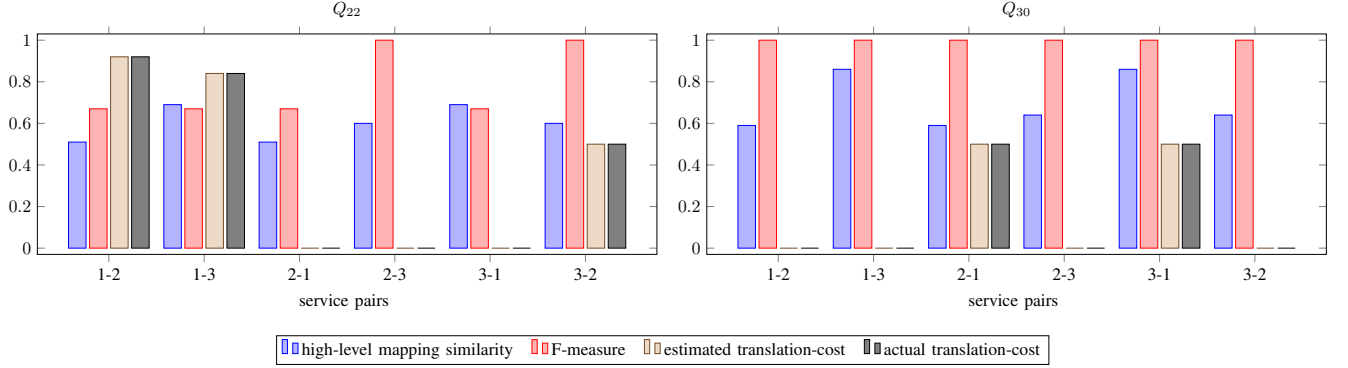 Q22
Q30
1
0.8
0.6
0.4
0.2
0
1-2 1-3 2-1 2-3 3-1 3-2
service pairs
1
0.8
0.6
0.4
0.2
0
1-2 1-3 2-1 2-3 3-1 3-2
service pairs
high-level mapping similarity F-measure estimated translation-cost actual translation-cost